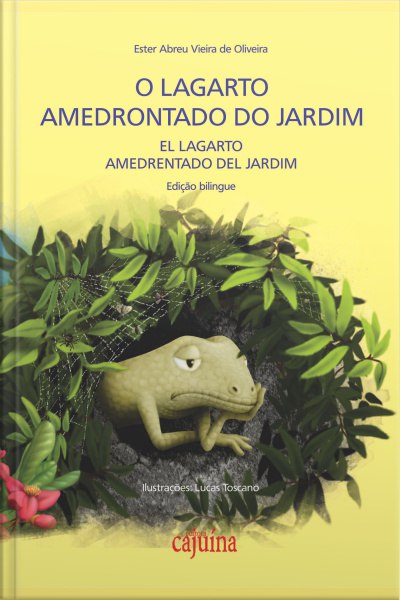 Ester Abreu Vieira de Oliveira
O LAGARTO
AMEDRONTADO DO JARDIM
EL LAGARTO
AMEDRENTADO DEL JARDIM
Edição bilingue
Ilustrações: Lucas Toscano
editora
cajuína